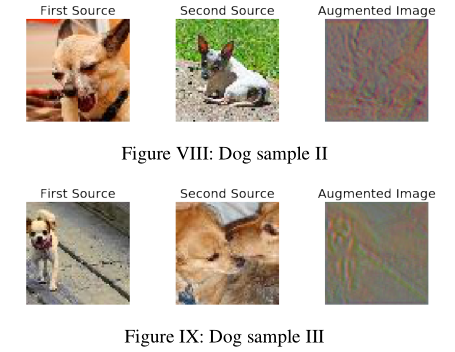 First Source Second Source Augmented Image
Figure VIII: Dog sample II
First Source Second Source Augmented Image
Figure IX: Dog sample III